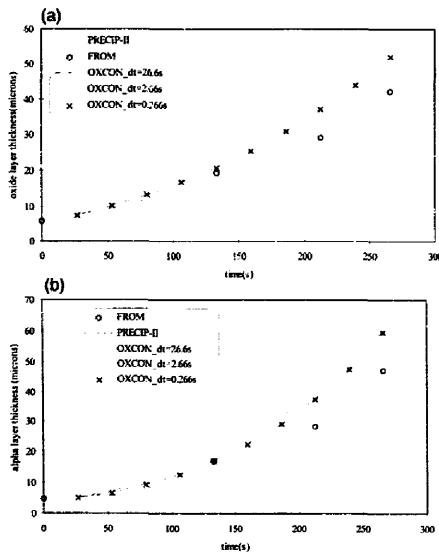 (a)
60
50
40
30
20
10
0
oxide layer thickness(microns)
PRECIP-II
FROM
OXCON_dt=26.6s
OXCON_dt=2.66s
OXCON_dt=0.266s
0 50 100 150 200 250 300
time(s)
(b)
70
60
50
40
30
20
10
0
alpha layer thickness (microns)
FROM
PRECIP-II
OXCON_dt=26.6s
OXCON_dt=2.66s
OXCON_dt=0.266s
0 50 100 150 200 250 300
time(s)